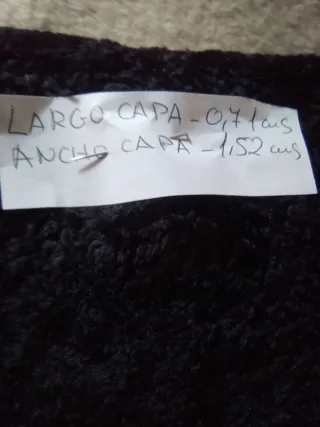 LARGO CAPA - 0,71 cms
ANCHO CAPA - 1,52 cms